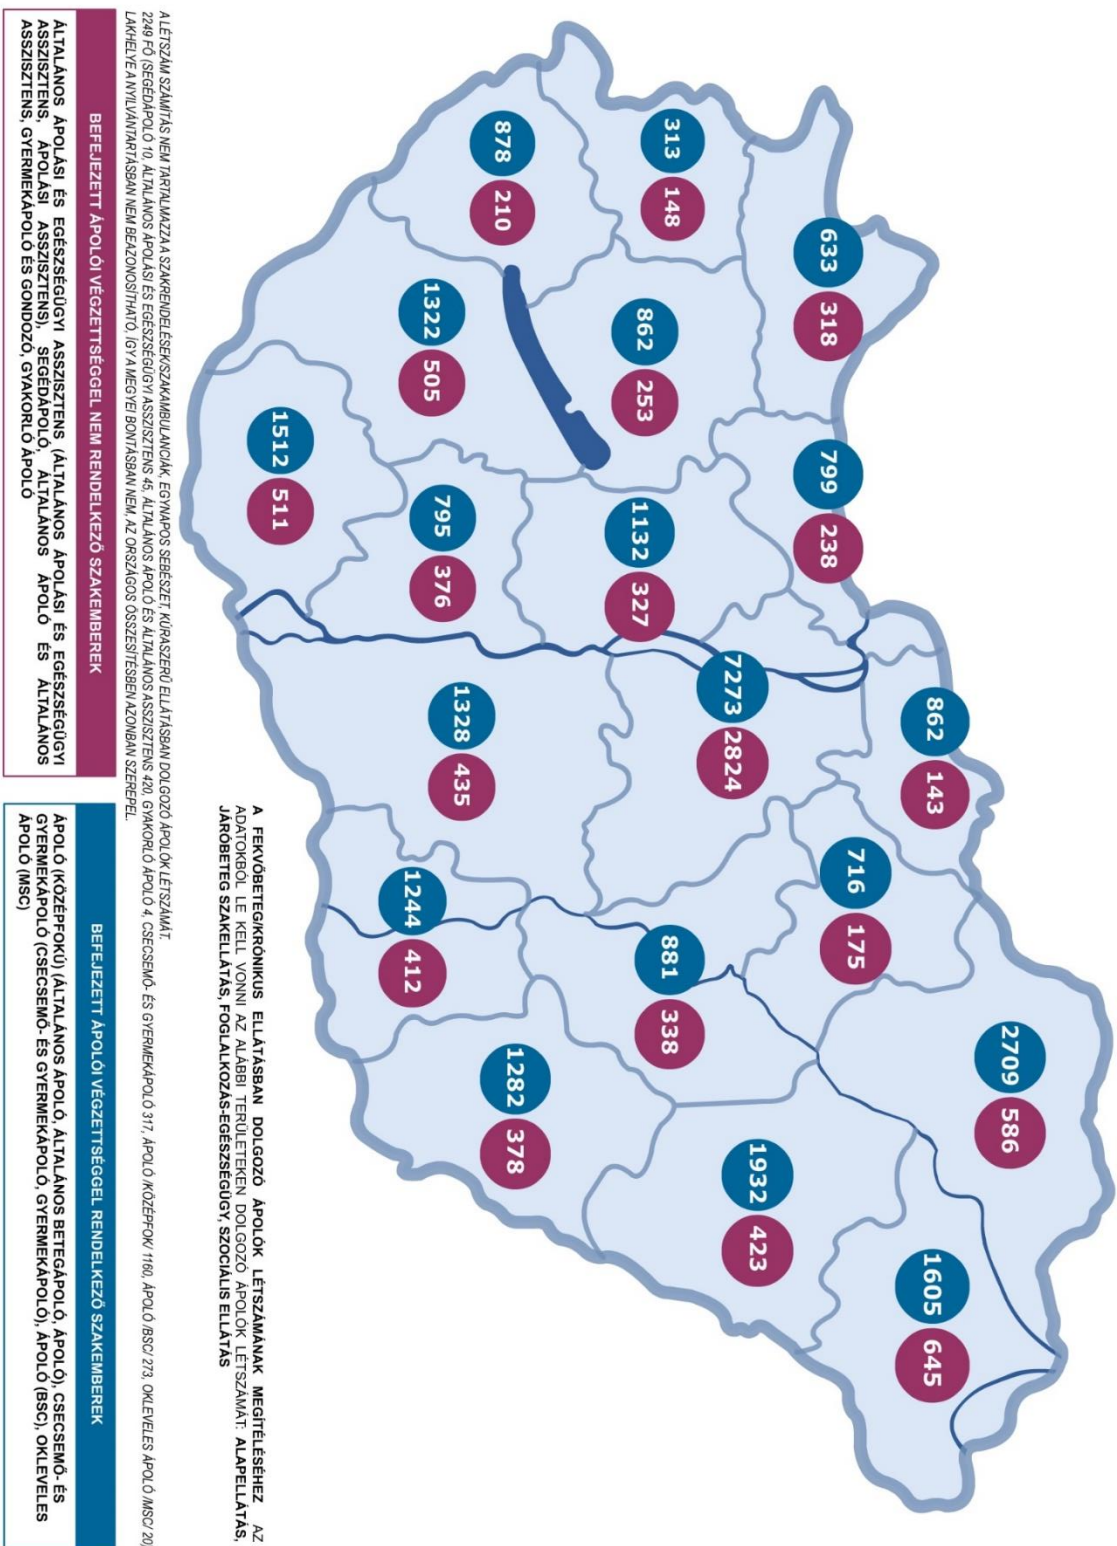 633 318
799 238
862 143
2709 586
313 148
862 253
1132 327
7273 2824
716 175
1605 645
878 210
1322 505
795 376
881 338
1932 423
1512 511
1328 435
1244 412
1282 378
A FEKVŐBETEG/KRÓNIKUS ELLÁTÁSBAN DOLGOZÓ ÁPOLÓK LÉTSZÁMÁNAK MEGÍTÉLÉSÉHEZ AZ
ADATOKBÓL LE KELL VONNI AZ ALÁBBI TERÜLETEKEN DOLGOZÓ ÁPOLÓK LÉTSZÁMÁT: ALAPELLÁTÁS,
JÁRÓBETEG SZAKELLÁTÁS, FOGLALKOZÁS-EGÉSZSÉGÜGY, SZOCIÁLIS ELLÁTÁS
A LÉTSZÁM SZÁMÍTÁS NEM TARTALMAZZA A SZAKRENDELÉSEK/SZAKAMBULANCIÁK, EGYNAPOS SEBÉSZET, KÚRASZERŰ ELLÁTÁSBAN DOLGOZÓ ÁPOLÓK LÉTSZÁMÁT.
2249 FŐ (SEGÉDÁPOLÓ 10, ÁLTALÁNOS ÁPOLÁSI ÉS EGÉSZSÉGÜGYI ASSZISZTENS 45, ÁLTALÁNOS ÁPOLÓ ÉS ÁLTALÁNOS ASSZISZTENS 420, GYAKORLÓ ÁPOLÓ 4, CSECSEMŐ- ÉS GYERMEKÁPOLÓ 317, ÁPOLÓ /KÖZÉPFOK/ 1160, ÁPOLÓ /BSC/ 273, OKLEVELES ÁPOLÓ /MSC/ 20)
LAKHELYE A NYILVÁNTARTÁSBAN NEM BEAZONOSÍTHATÓ, ÍGY A MEGYEI BONTÁSBAN NEM, AZ ORSZÁGOS ÖSSZESÍTÉSBEN AZONBAN SZEREPEL.
BEFEJEZETT ÁPOLÓI VÉGZETTSÉGGEL NEM RENDELKEZŐ SZAKEMBEREK
ÁLTALÁNOS ÁPOLÁSI ÉS EGÉSZSÉGÜGYI ASSZISZTENS (ÁLTALÁNOS ÁPOLÁSI ÉS EGÉSZSÉGÜGYI
ASSZISZTENS, ÁPOLÁSI ASSZISZTENS), SEGÉDÁPOLÓ, ÁLTALÁNOS ÁPOLÓ ÉS ÁLTALÁNOS
ASSZISZTENS, GYERMEKÁPOLÓ ÉS GONDOZÓ, GYAKORLÓ ÁPOLÓ
BEFEJEZETT ÁPOLÓI VÉGZETTSÉGGEL RENDELKEZŐ SZAKEMBEREK
ÁPOLÓ (KÖZÉPFOKÚ) (ÁLTALÁNOS ÁPOLÓ, ÁLTALÁNOS BETEGÁPOLÓ, ÁPOLÓ), CSECSEMŐ- ÉS
GYERMEKÁPOLÓ (CSECSEMŐ- ÉS GYERMEKÁPOLÓ, GYERMEKÁPOLÓ), ÁPOLÓ (BSC), OKLEVELES
ÁPOLÓ (MSC)